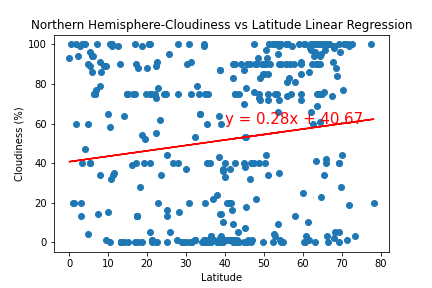 Northern Hemisphere-Cloudiness vs Latitude Linear Regression
Cloudiness (%)
100
80
60
40
20
0
y = 0.28x + 40.67
0 10 20 30 40 50 60 70 80
Latitude